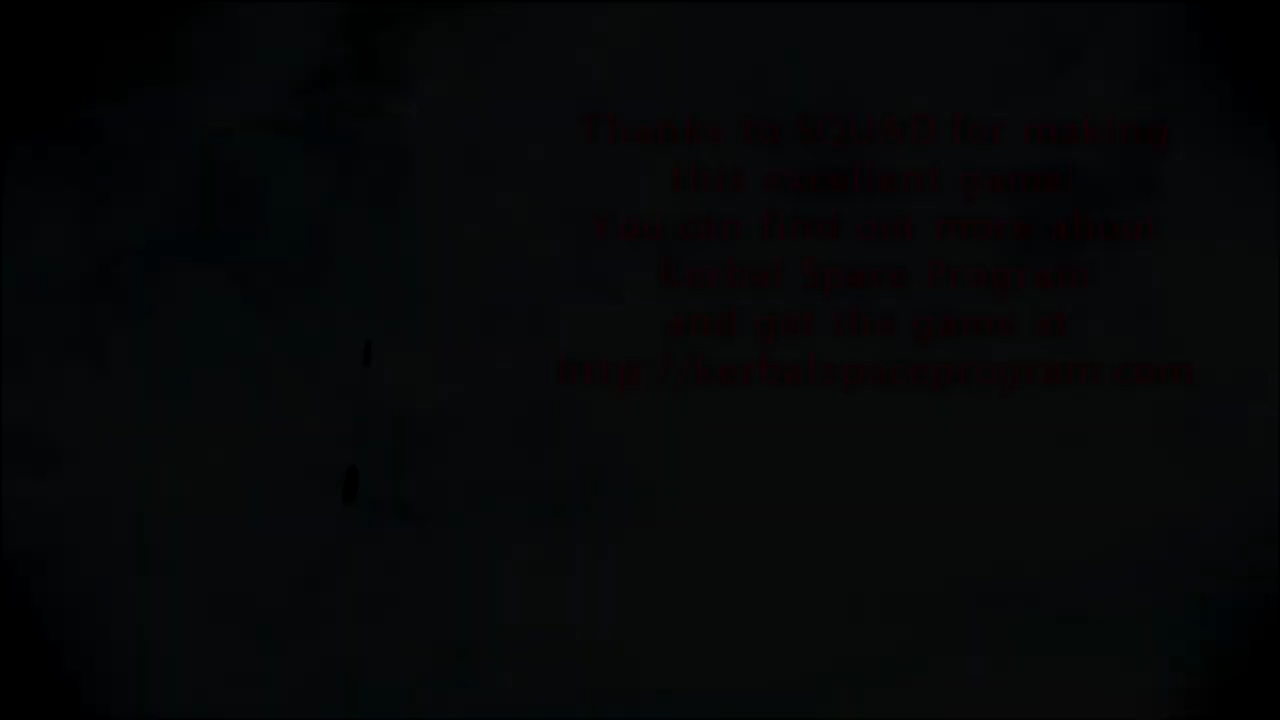 Thanks to for making
this excellent game!
You can find out more about
Kerbal Space Program
and get the game at
http://kerbalspaceprogram.com